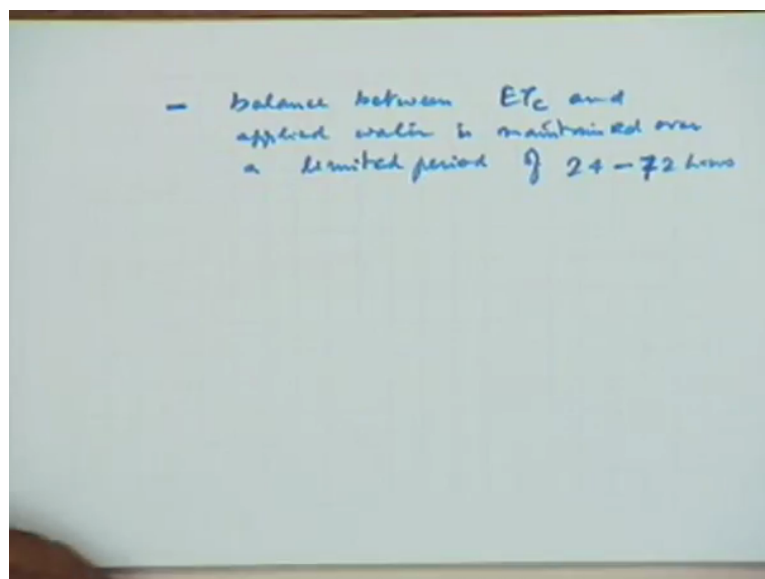 - balance between ETc and
applied water is maintained over
a limited period of 24-72 hours